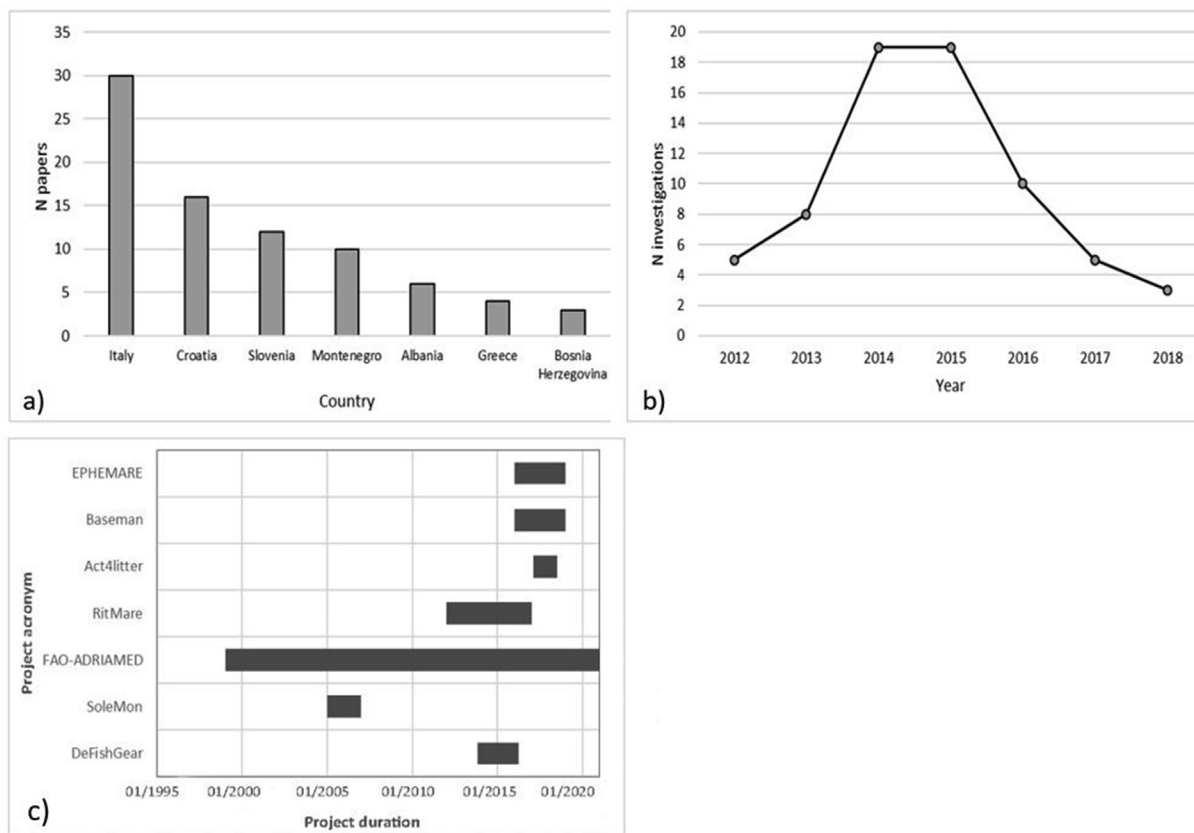 35
30
25
20
15
10
5
0
N papers
Italy Croatia Slovenia Montenegro Albania Greece Bosnia
Herzegovina
Country
a)
20
18
16
14
12
10
8
6
4
2
0
N investigations
2012 2013 2014 2015 2016 2017 2018
Year
b)
Project acronym
EPHEMARE
Baseman
Act4litter
RitMare
FAO-ADRIAMED
SoleMon
DeFishGear
01/1995 01/2000 01/2005 01/2010 01/2015 01/2020
Project duration
c)